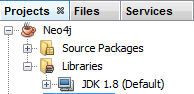 Projects Files Services
Neo4j
Source Packages
Libraries
JDK 1.8 (Default)